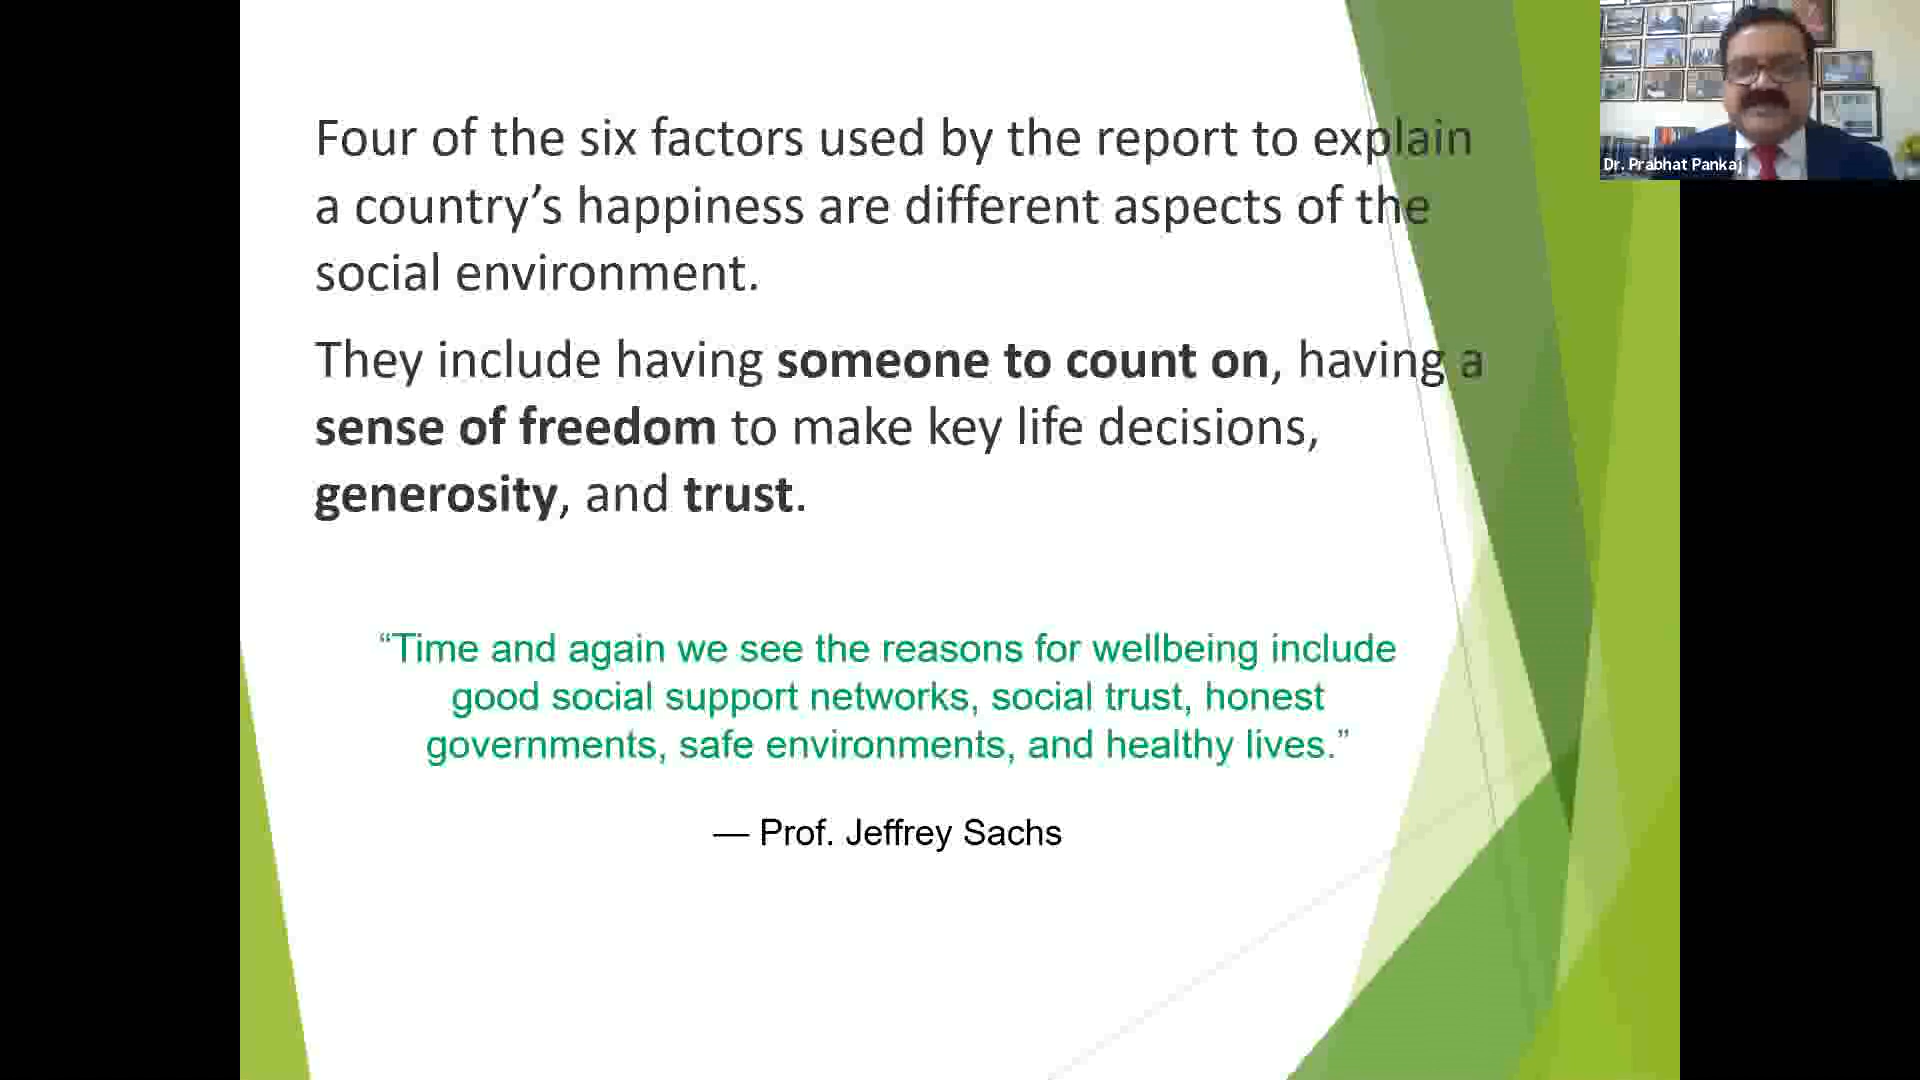 Four of the six factors used by the report to explain
a country’s happiness are different aspects of the
social environment.
They include having someone to count on, having a
sense of freedom to make key life decisions,
generosity, and trust.
“Time and again we see the reasons for wellbeing include
good social support networks, social trust, honest
governments, safe environments, and healthy lives.”
— Prof. Jeffrey Sachs
Dr. Prabhat Pankaj